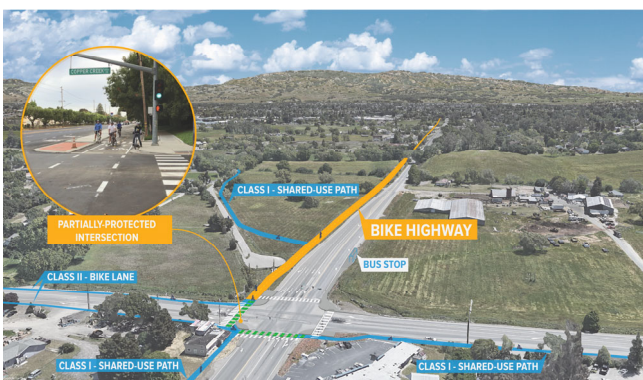 COPPER CREEK
CLASS I - SHARED-USE PATH
PARTIALLY-PROTECTED
INTERSECTION
BIKE HIGHWAY
BUS STOP
CLASS II - BIKE LANE
CLASS I - SHARED-USE PATH
CLASS I - SHARED-USE PATH